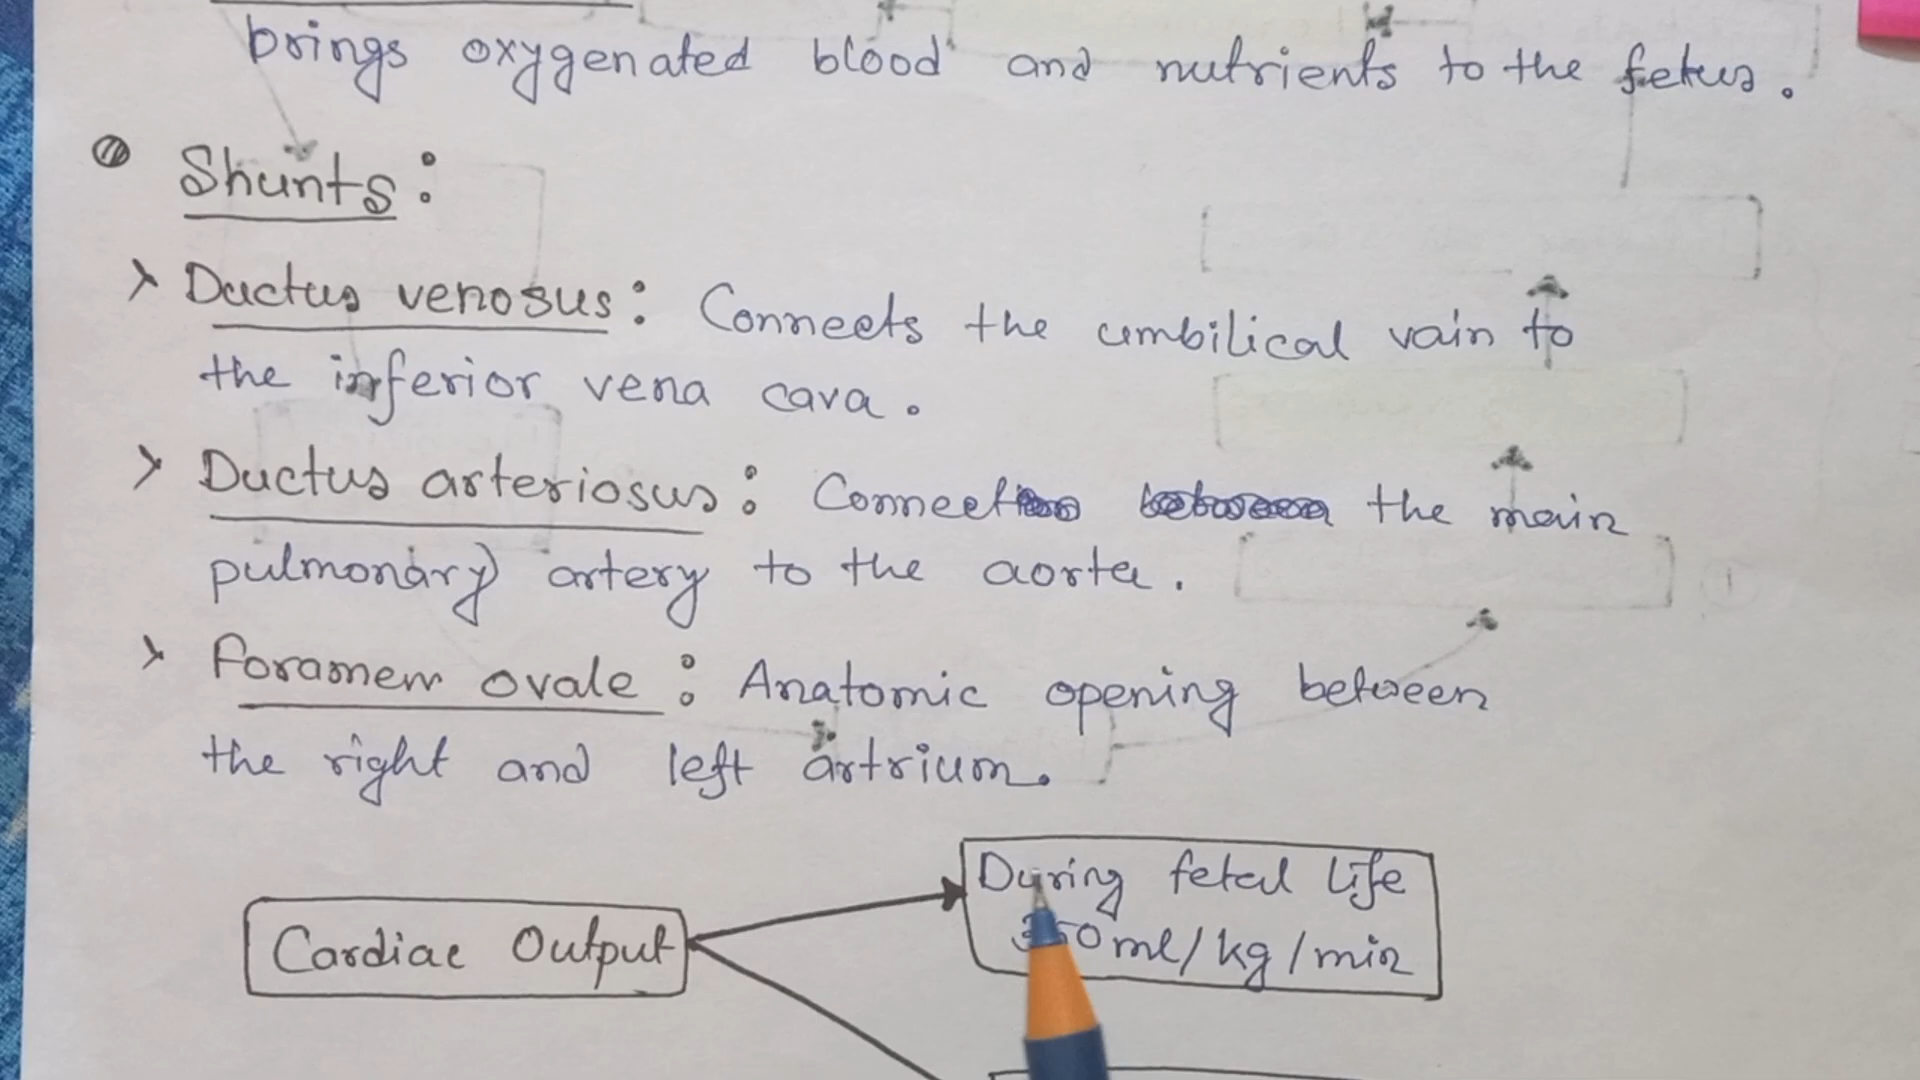 brings oxygenated blood and nutrients to the fetus.
Shunts:
Ductus venosus: Connects the umbilical vain to
the inferior vena cava.
Ductus arteriosus: Connect the main
pulmonary artery to the aorta.
Foramen ovale: Anatomic opening between
the right and left artrium.
Cardiac Output
During fetal life
350ml/kg/min